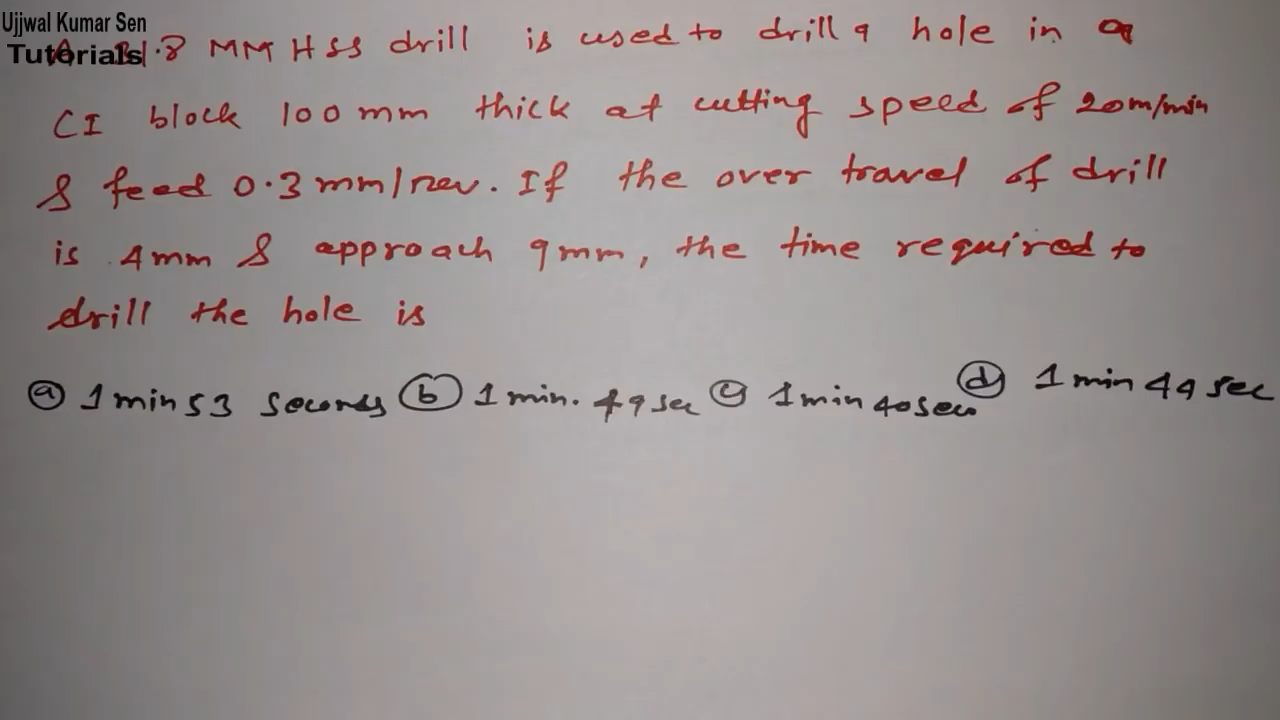 Ujjwal Kumar Sen
Tutorials
A 31.8 MM HSS drill is used to drill a hole in a
CI block 100 mm thick at cutting speed of 20m/min
& feed 0.3 mm/rev. If the over travel of drill
is 4mm & approach 9mm, the time required to
drill the hole is
(a) 1 min 53 seconds (b) 1 min. 49 sec (c) 1 min 40 sec (d) 1 min 44 sec